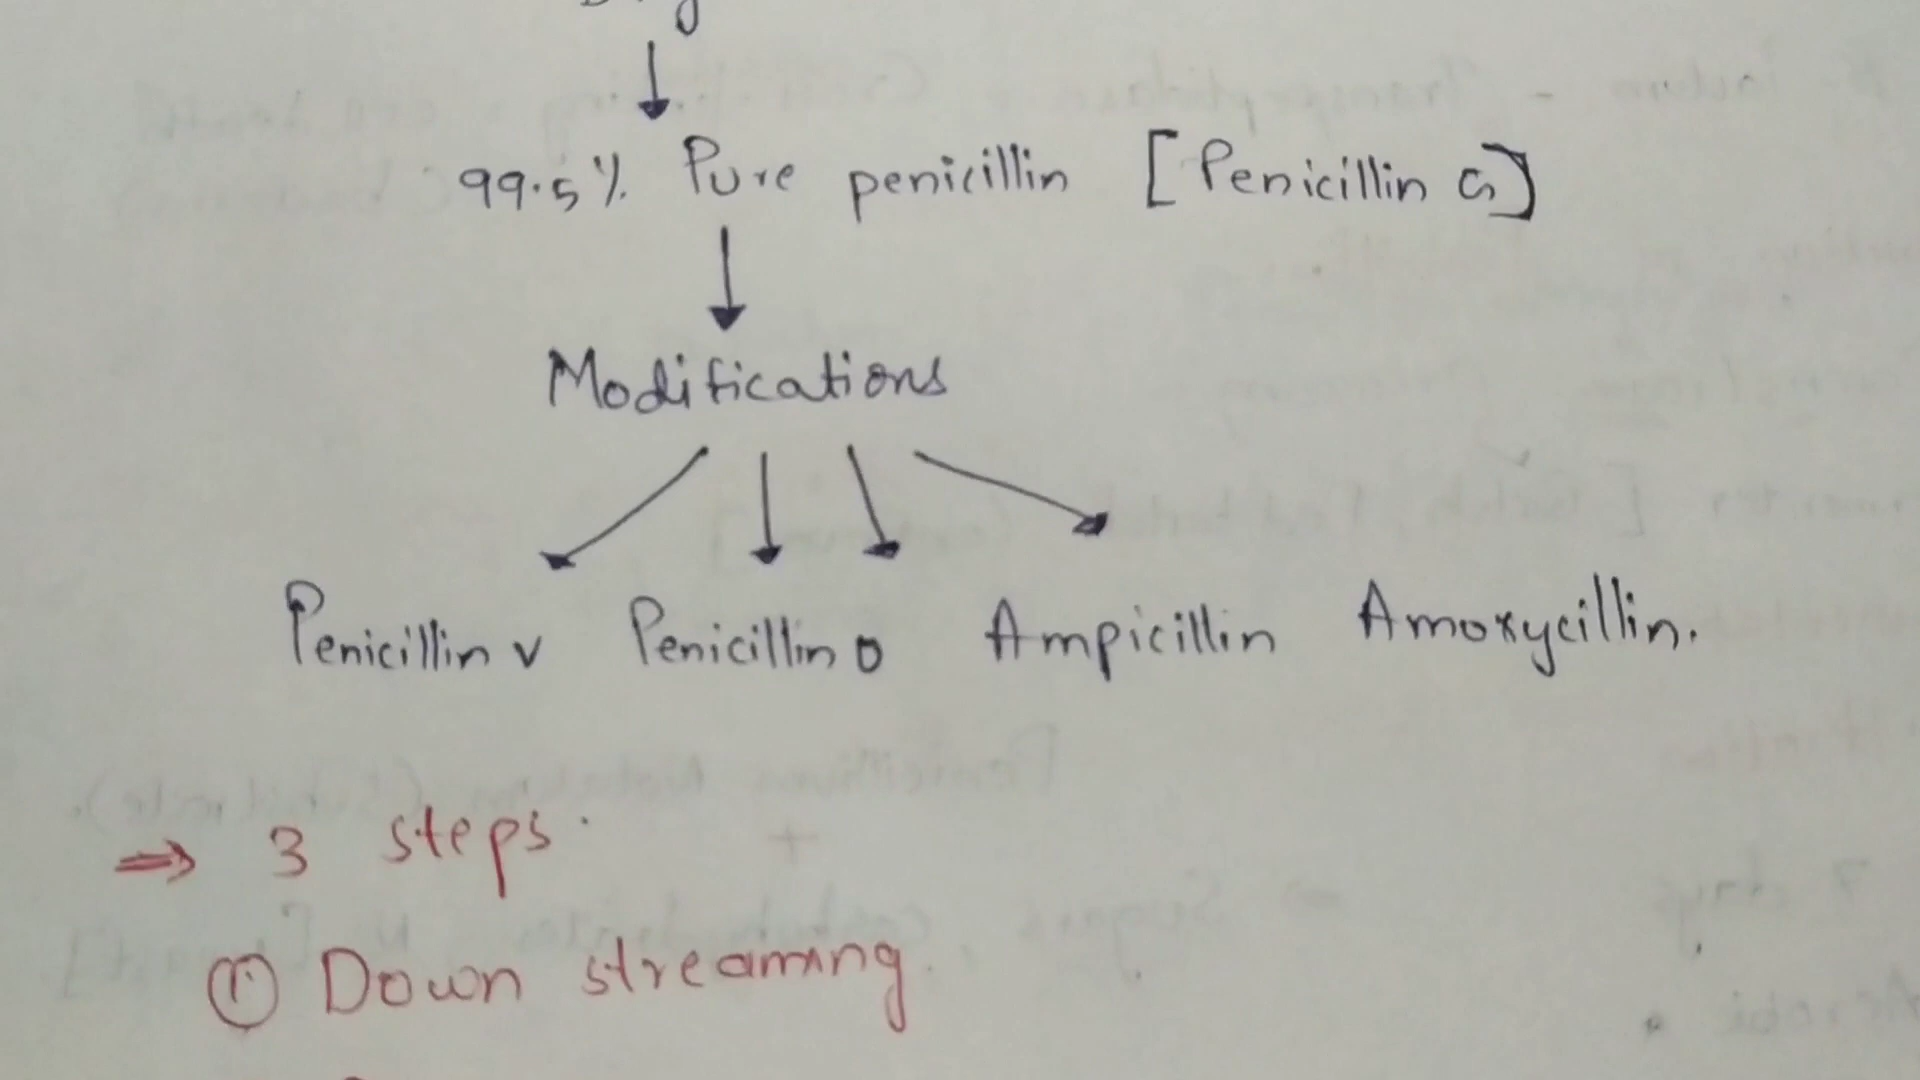 99.5% Pure penicillin [Penicillin G]
Modifications
Penicillin v Penicillin O Ampicillin Amoxycillin.
⇒ 3 steps.
① Down streaming